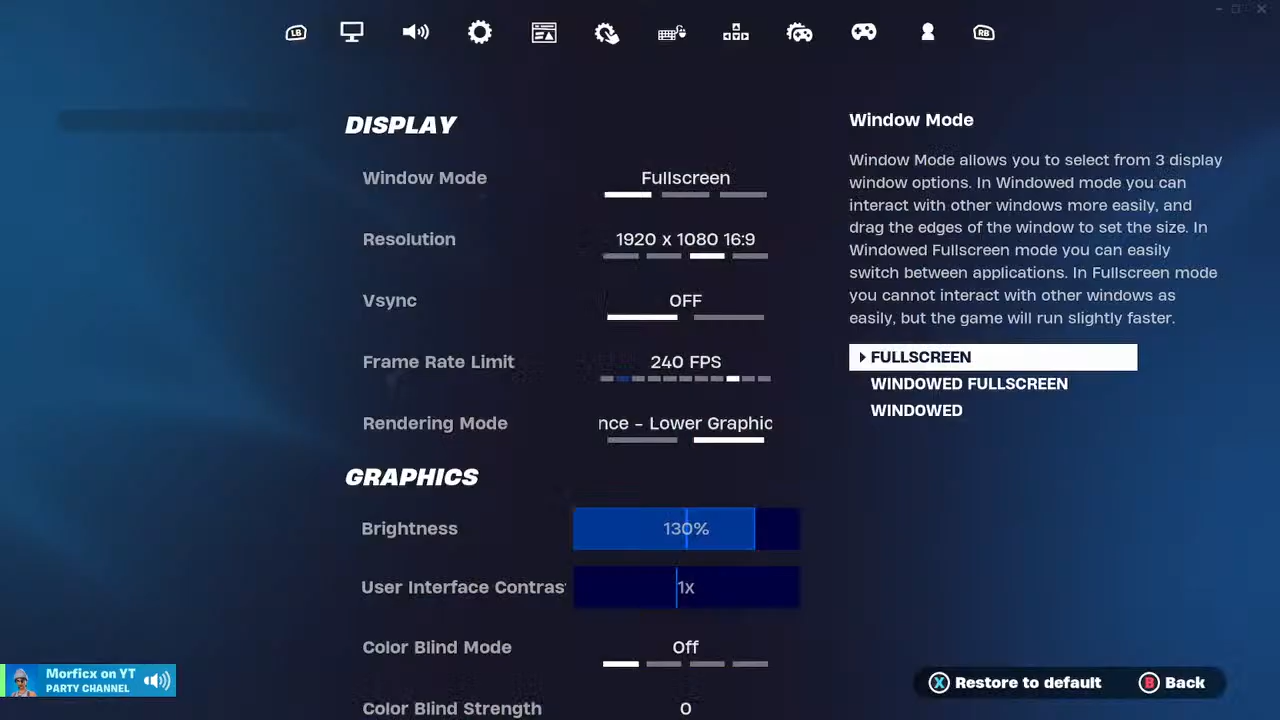 LB
RB
DISPLAY
Window Mode
Fullscreen
Resolution
1920 x 1080 16:9
Vsync
OFF
Frame Rate Limit
240 FPS
Rendering Mode
nce - Lower Graphic
GRAPHICS
Brightness
130%
User Interface Contras
1x
Color Blind Mode
Off
Color Blind Strength
0
Window Mode
Window Mode allows you to select from 3 display
window options. In Windowed mode you can
interact with other windows more easily, and
drag the edges of the window to set the size. In
Windowed Fullscreen mode you can easily
switch between applications. In Fullscreen mode
you cannot interact with other windows as
easily, but the game will run slightly faster.
FULLSCREEN
WINDOWED FULLSCREEN
WINDOWED
Morficx on YT
PARTY CHANNEL
X Restore to default
B Back